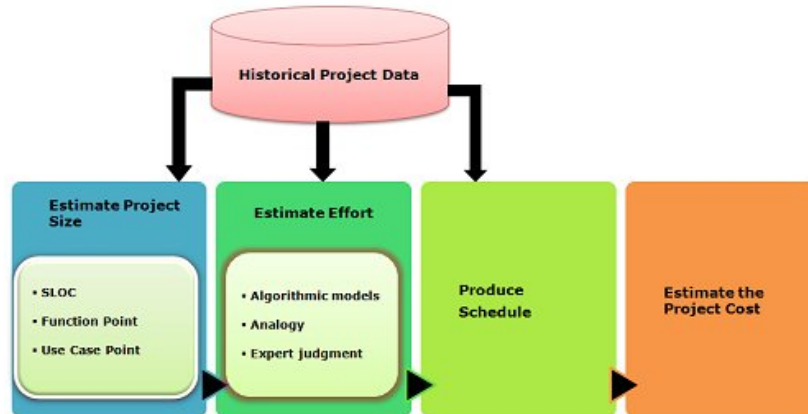 Historical Project Data
Estimate Project
Size
• SLOC
• Function Point
• Use Case Point
Estimate Effort
• Algorithmic models
• Analogy
• Expert judgment
Produce
Schedule
Estimate the
Project Cost